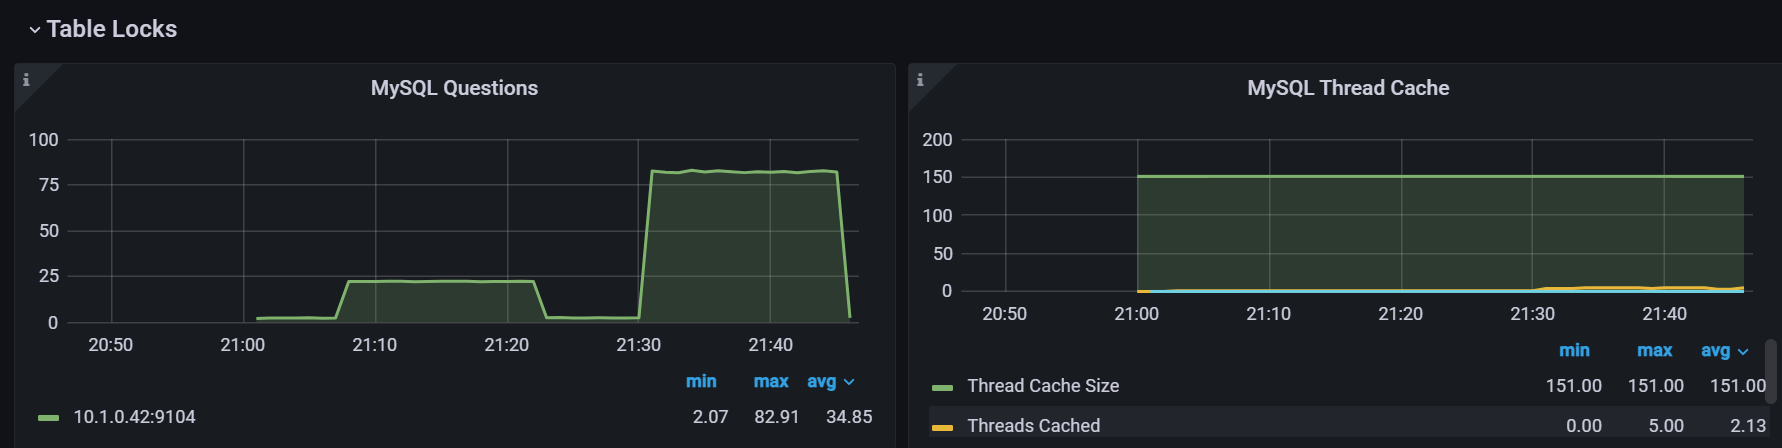 Table Locks
MySQL Questions
100
75
50
25
0
20:50 21:00 21:10 21:20 21:30 21:40
min max avg
10.1.0.42:9104 2.07 82.91 34.85
MySQL Thread Cache
200
150
100
50
0
20:50 21:00 21:10 21:20 21:30 21:40
min max avg
Thread Cache Size 151.00 151.00 151.00
Threads Cached 0.00 5.00 2.13